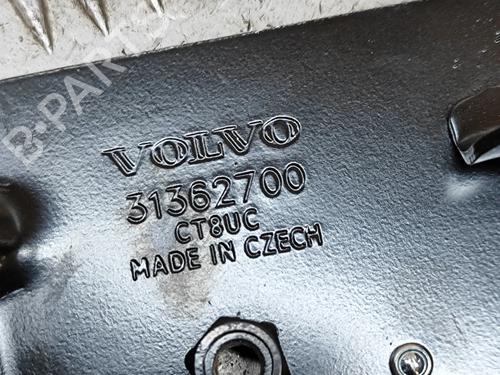 B-PARTS
VOLVO
31362700
CT8UC
MADE IN CZECH